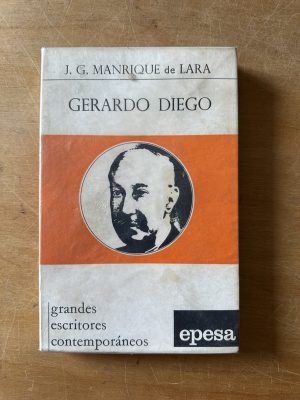 J. G. MANRIQUE de LARA
GERARDO DIEGO
grandes
escritores
contemporáneos
epesa